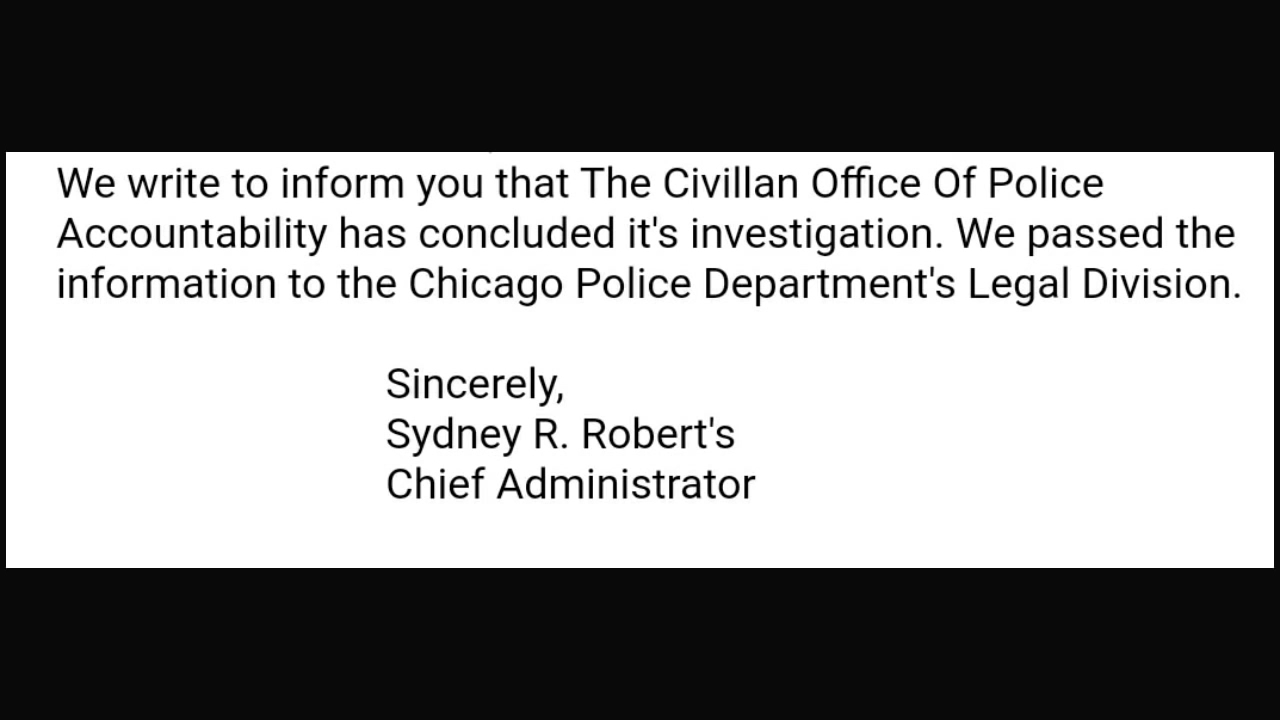 We write to inform you that The Civillan Office Of Police
Accountability has concluded it's investigation. We passed the
information to the Chicago Police Department's Legal Division.
Sincerely,
Sydney R. Robert's
Chief Administrator